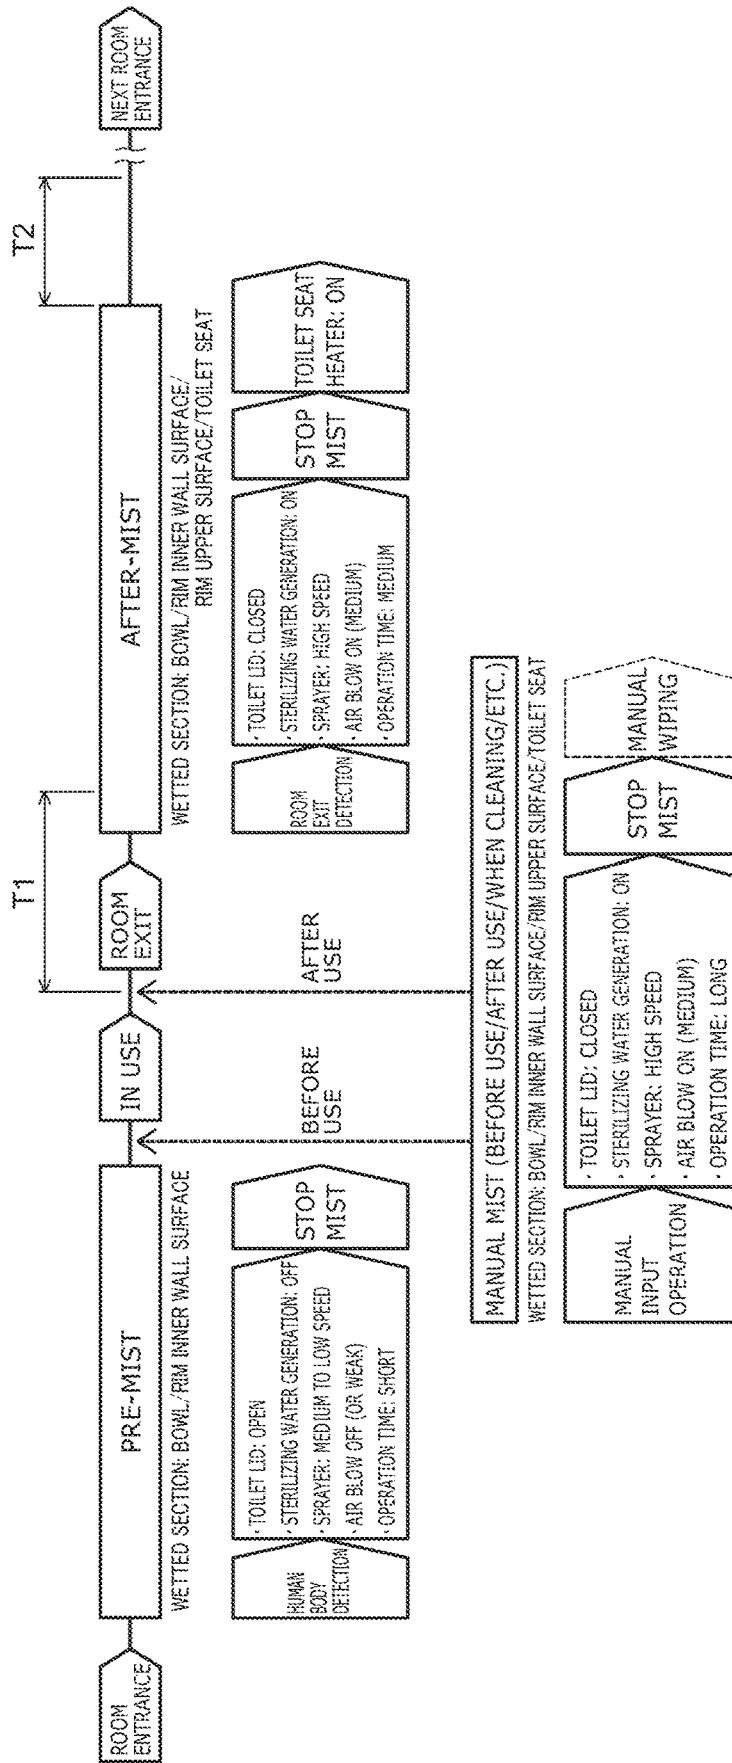 T1
T2
ROOM
ENTRANCE
PRE-MIST
IN USE
ROOM
EXIT
AFTER-MIST
NEXT ROOM
ENTRANCE
WETTED SECTION: BOWL/RIM INNER WALL SURFACE
WETTED SECTION: BOWL/RIM INNER WALL SURFACE/
RIM UPPER SURFACE/TOILET SEAT
HUMAN
BODY
DETECTION
· TOILET LID: OPEN
· STERILIZING WATER GENERATION: OFF
· SPRAYER: MEDIUM TO LOW SPEED
· AIR BLOW OFF (OR WEAK)
· OPERATION TIME: SHORT
STOP
MIST
BEFORE
USE
AFTER
USE
ROOM
EXIT
DETECTION
· TOILET LID: CLOSED
· STERILIZING WATER GENERATION: ON
· SPRAYER: HIGH SPEED
· AIR BLOW ON (MEDIUM)
· OPERATION TIME: MEDIUM
STOP
MIST
TOILET SEAT
HEATER: ON
MANUAL MIST (BEFORE USE/AFTER USE/WHEN CLEANING/ETC.)
WETTED SECTION: BOWL/RIM INNER WALL SURFACE/RIM UPPER SURFACE/TOILET SEAT
MANUAL
INPUT
OPERATION
· TOILET LID: CLOSED
· STERILIZING WATER GENERATION: ON
· SPRAYER: HIGH SPEED
· AIR BLOW ON (MEDIUM)
· OPERATION TIME: LONG
STOP
MIST
MANUAL
WIPING